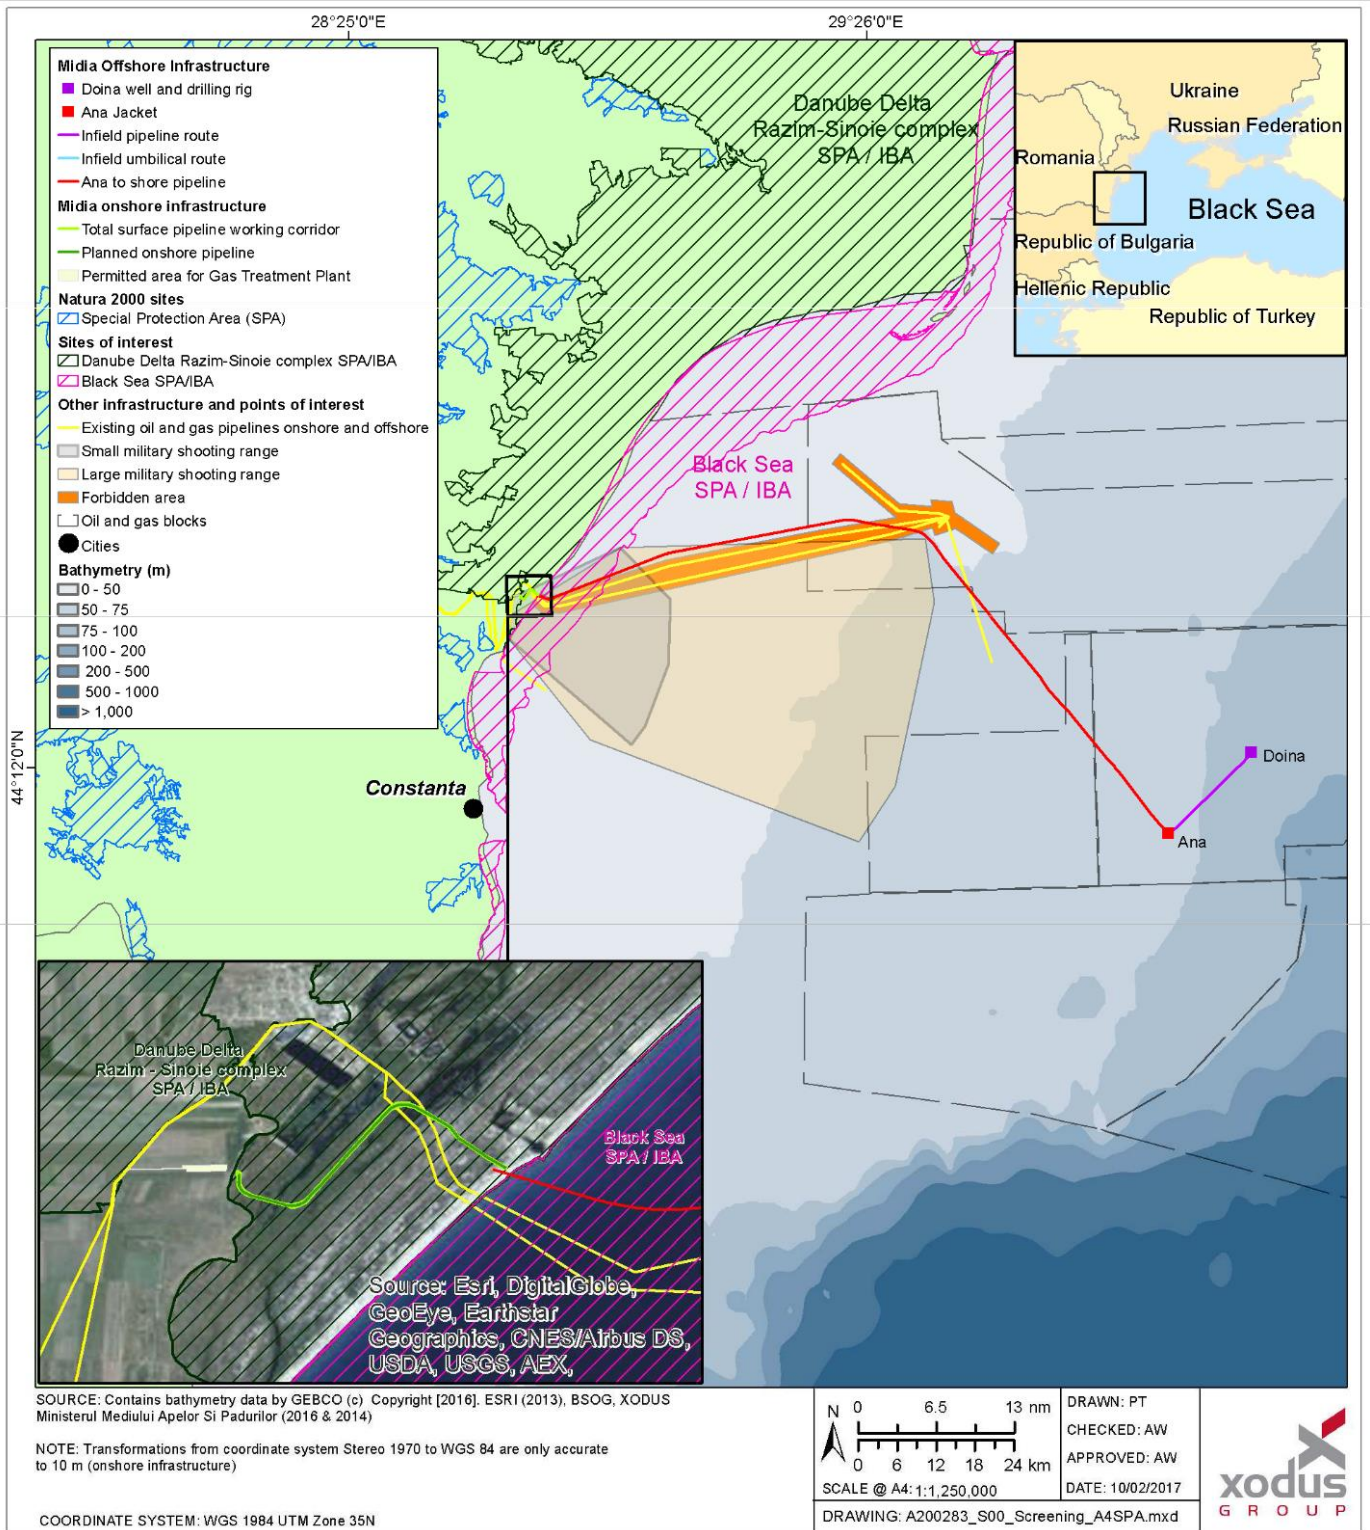 28°25'0"E
29°26'0"E
44°12'0"N
Midia Offshore Infrastructure
Doina well and drilling rig
Ana Jacket
Infield pipeline route
Infield umbilical route
Ana to shore pipeline
Midia onshore infrastructure
Total surface pipeline working corridor
Planned onshore pipeline
Permitted area for Gas Treatment Plant
Natura 2000 sites
Special Protection Area (SPA)
Sites of interest
Danube Delta Razim-Sinoie complex SPA/IBA
Black Sea SPA/IBA
Other infrastructure and points of interest
Existing oil and gas pipelines onshore and offshore
Small military shooting range
Large military shooting range
Forbidden area
Oil and gas blocks
Cities
Bathymetry (m)
0 - 50
50 - 75
75 - 100
100 - 200
200 - 500
500 - 1000
> 1,000
Danube Delta
Razim-Sinoie complex
SPA / IBA
Ukraine
Russian Federation
Romania
Black Sea
Republic of Bulgaria
Hellenic Republic
Republic of Turkey
Black Sea
SPA / IBA
Doina
Ana
Constanta
Danube Delta
Razim - Sinoie complex
SPA / IBA
Black Sea
SPA / IBA
Source: Esri, DigitalGlobe,
GeoEye, Earthstar
Geographics, CNES/Airbus DS,
USDA, USGS, AEX,
SOURCE: Contains bathymetry data by GEBCO (c) Copyright [2016]. ESRI (2013), BSOG, XODUS
Ministerul Mediului Apelor Si Padurilor (2016 & 2014)
NOTE: Transformations from coordinate system Stereo 1970 to WGS 84 are only accurate
to 10 m (onshore infrastructure)
COORDINATE SYSTEM: WGS 1984 UTM Zone 35N
N
0 6.5 13 nm
0 6 12 18 24 km
SCALE @ A4: 1:1,250,000
DRAWN: PT
CHECKED: AW
APPROVED: AW
DATE: 10/02/2017
DRAWING: A200283_S00_Screening_A4SPA.mxd
xodus
GROUP